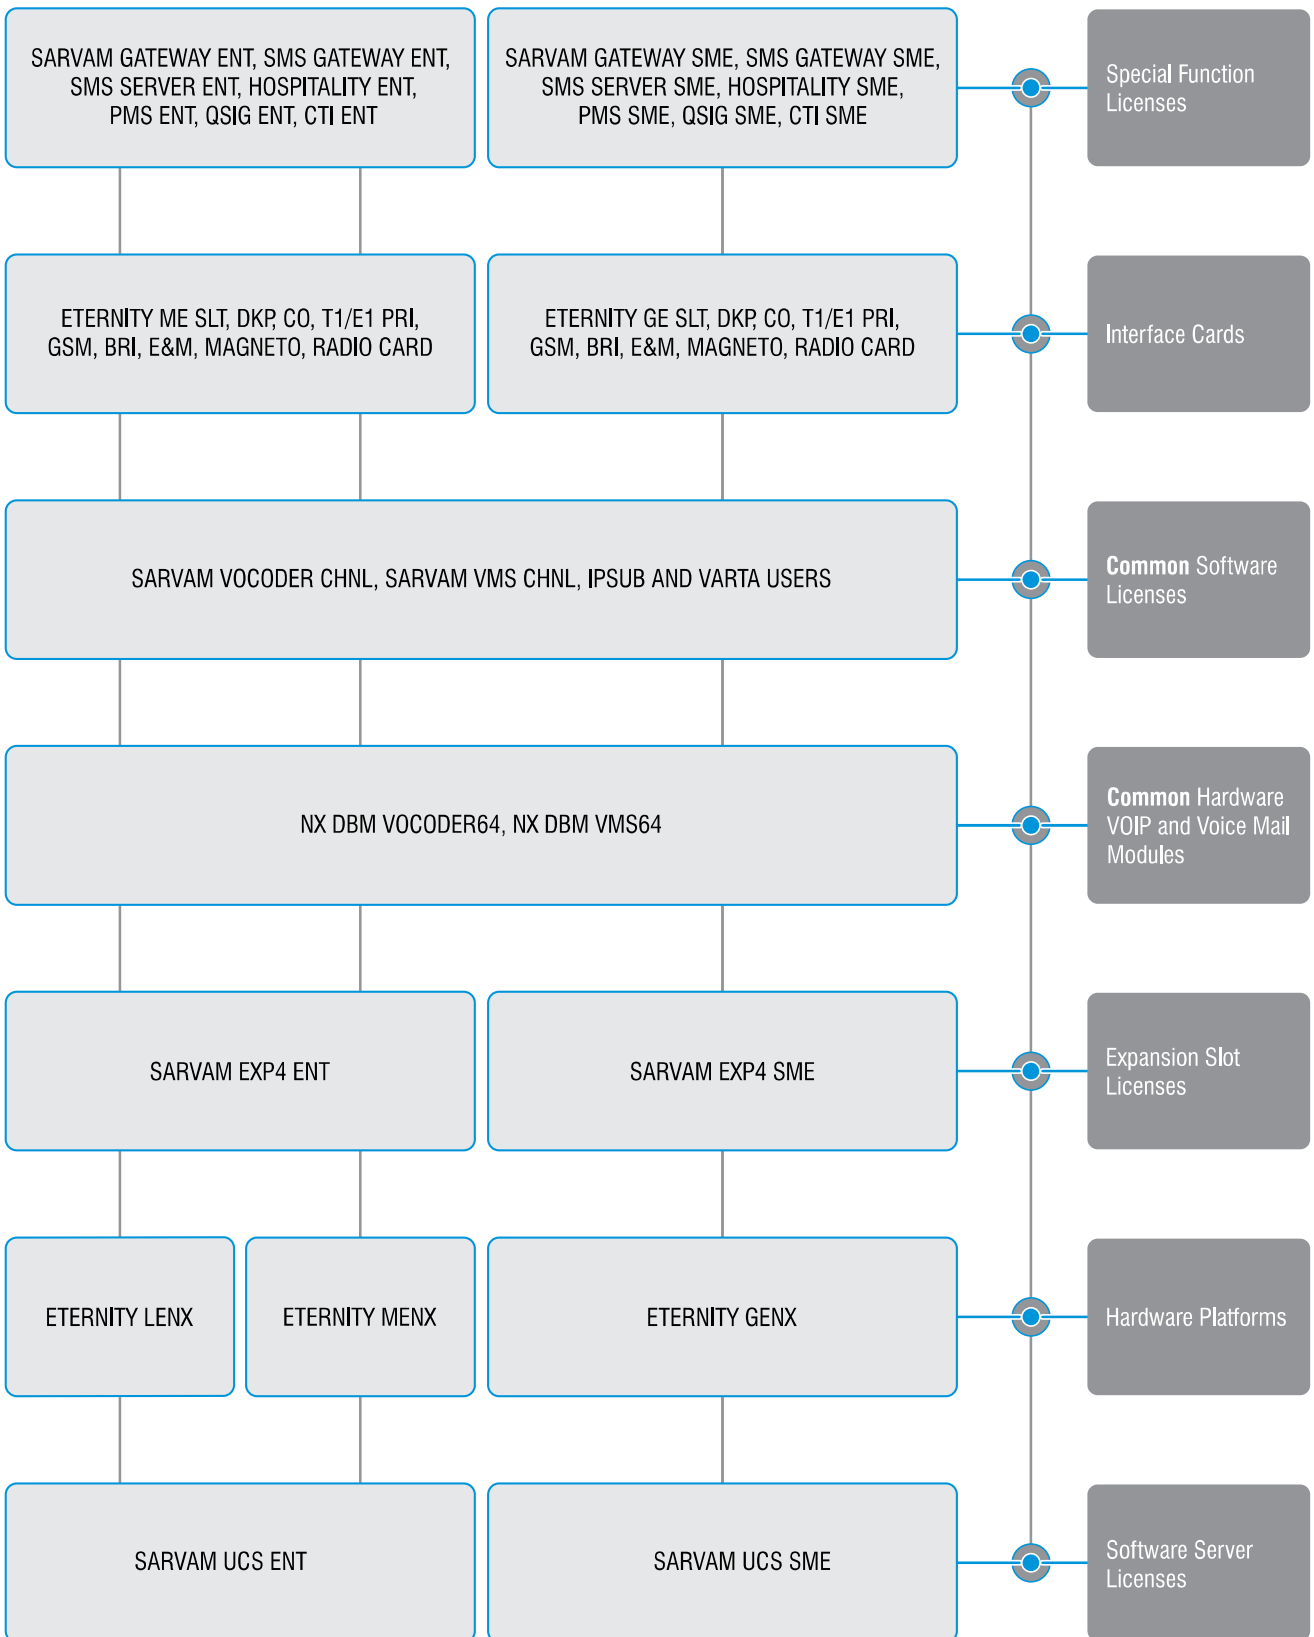 SARVAM GATEWAY ENT, SMS GATEWAY ENT,
SMS SERVER ENT, HOSPITALITY ENT,
PMS ENT, QSIG ENT, CTI ENT
SARVAM GATEWAY SME, SMS GATEWAY SME,
SMS SERVER SME, HOSPITALITY SME,
PMS SME, QSIG SME, CTI SME
Special Function
Licenses
ETERNITY ME SLT, DKP, CO, T1/E1 PRI,
GSM, BRI, E&M, MAGNETO, RADIO CARD
ETERNITY GE SLT, DKP, CO, T1/E1 PRI,
GSM, BRI, E&M, MAGNETO, RADIO CARD
Interface Cards
SARVAM VOCODER CHNL, SARVAM VMS CHNL, IPSUB AND VARTA USERS
Common Software
Licenses
NX DBM VOCODER64, NX DBM VMS64
Common Hardware
VOIP and Voice Mail
Modules
SARVAM EXP4 ENT
SARVAM EXP4 SME
Expansion Slot
Licenses
ETERNITY LENX
ETERNITY MENX
ETERNITY GENX
Hardware Platforms
SARVAM UCS ENT
SARVAM UCS SME
Software Server
Licenses